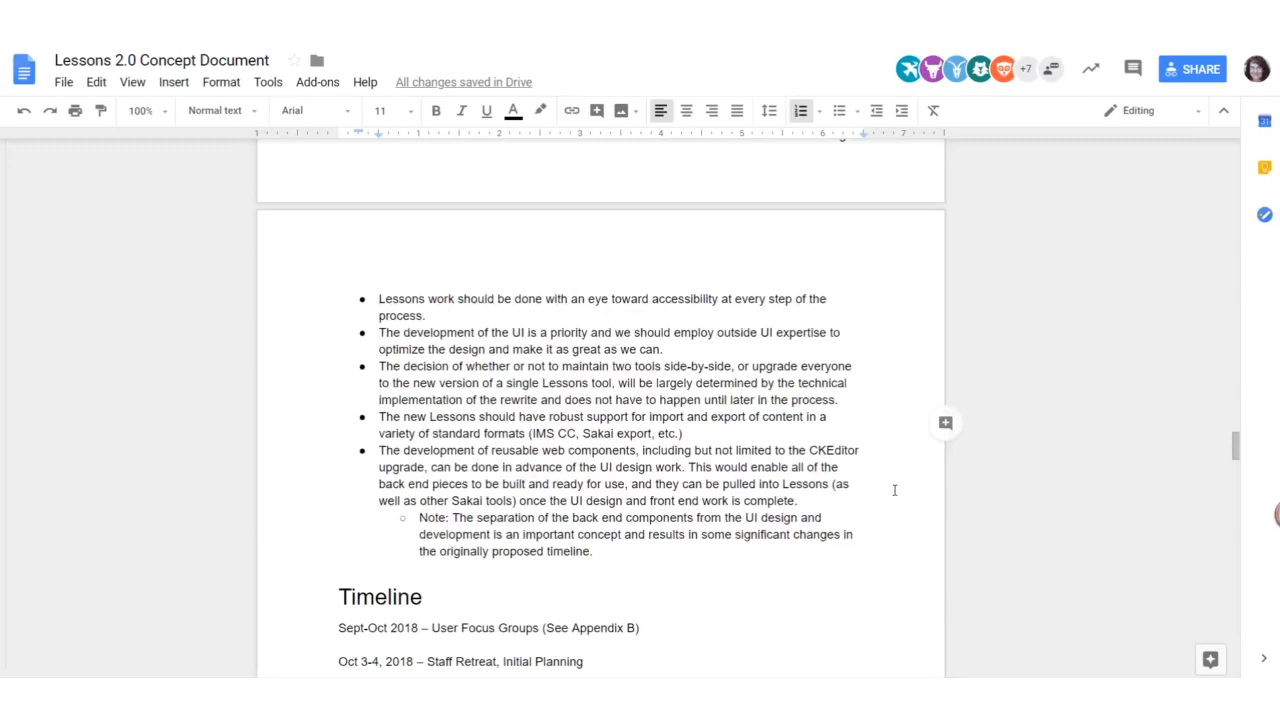 Lessons 2.0 Concept Document
File Edit View Insert Format Tools Add-ons Help All changes saved in Drive
+7
SHARE
100% Normal text Arial 11 B I U A Editing
1 1 2 3 4 5 6 7
31
● Lessons work should be done with an eye toward accessibility at every step of the
process.
● The development of the UI is a priority and we should employ outside UI expertise to
optimize the design and make it as great as we can.
● The decision of whether or not to maintain two tools side-by-side, or upgrade everyone
to the new version of a single Lessons tool, will be largely determined by the technical
implementation of the rewrite and does not have to happen until later in the process.
● The new Lessons should have robust support for import and export of content in a
variety of standard formats (IMS CC, Sakai export, etc.)
● The development of reusable web components, including but not limited to the CKEditor
upgrade, can be done in advance of the UI design work. This would enable all of the
back end pieces to be built and ready for use, and they can be pulled into Lessons (as
well as other Sakai tools) once the UI design and front end work is complete.
○ Note: The separation of the back end components from the UI design and
development is an important concept and results in some significant changes in
the originally proposed timeline.
Timeline
Sept-Oct 2018 – User Focus Groups (See Appendix B)
Oct 3-4, 2018 – Staff Retreat, Initial Planning